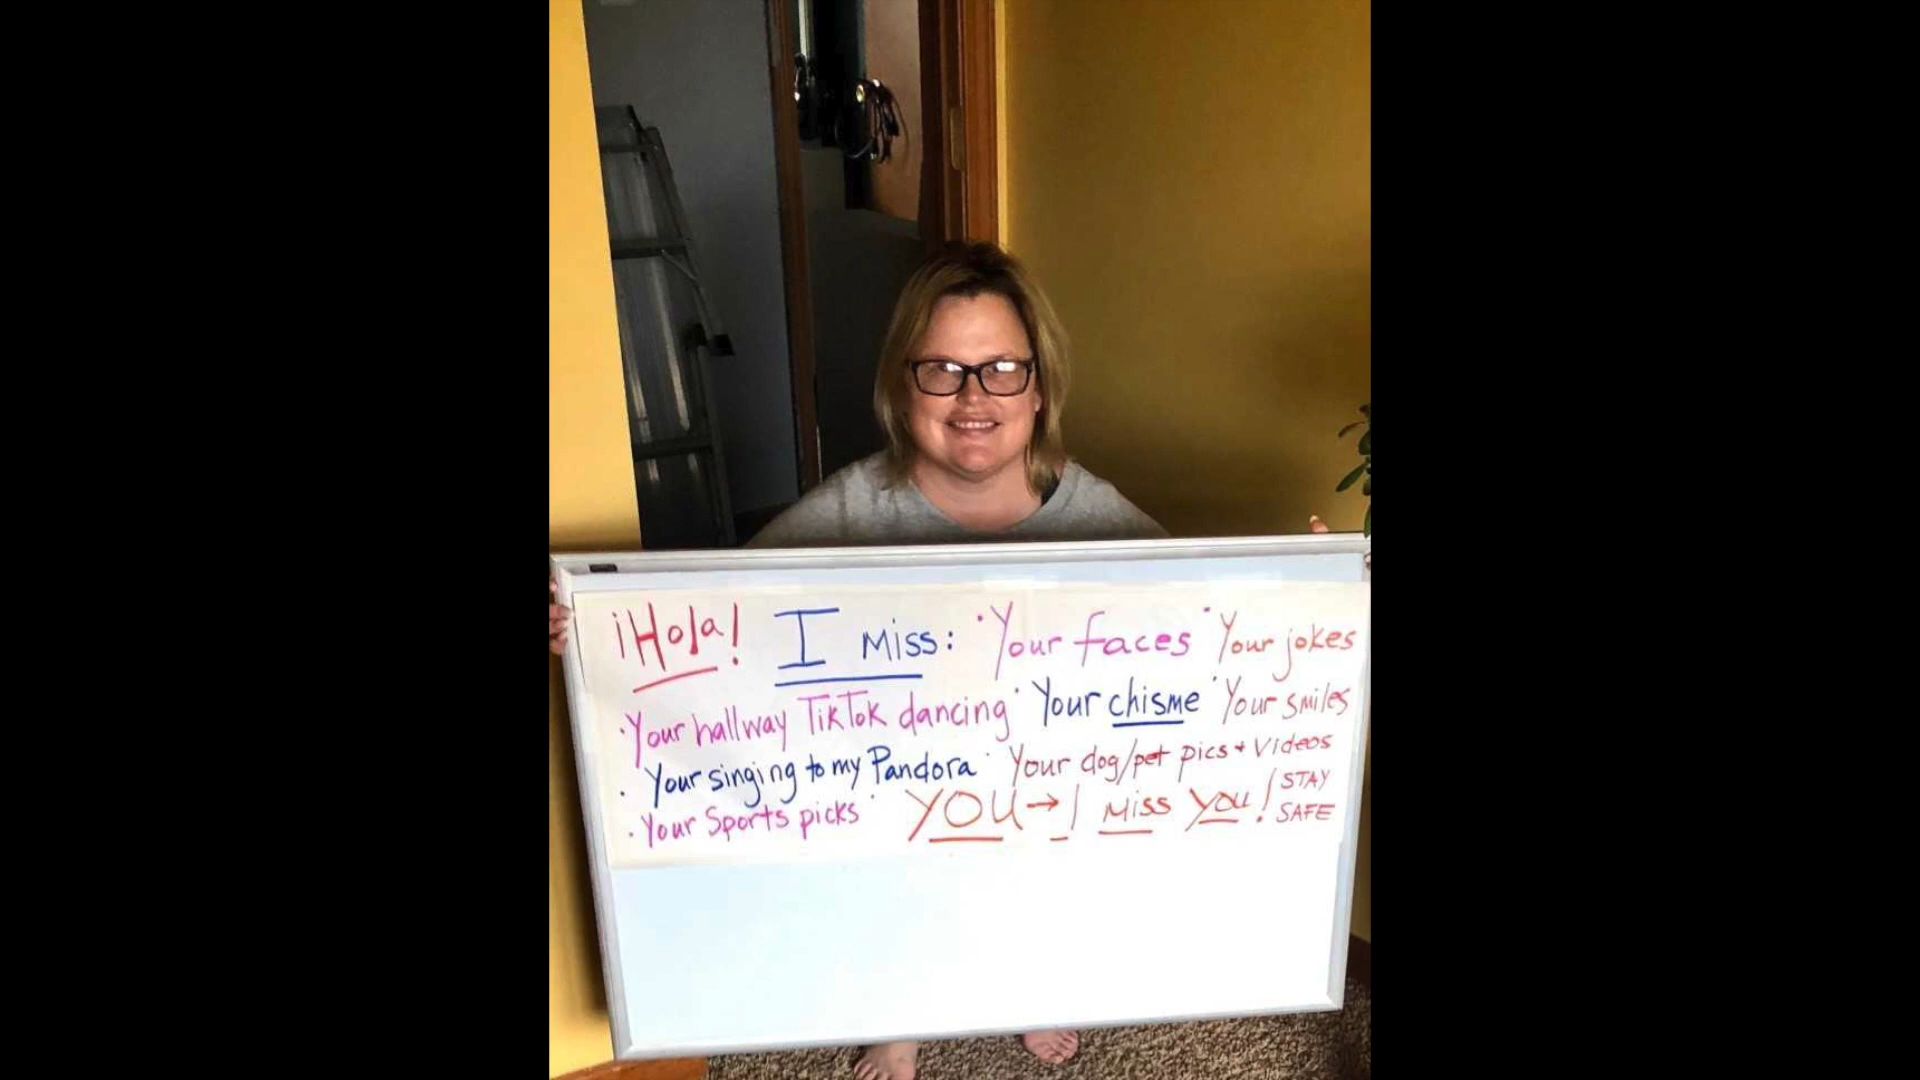 ¡Hola! I miss: · Your faces · Your jokes
· Your hallway TikTok dancing · Your chisme · Your smiles
· Your singing to my Pandora · Your dog/pet pics + videos
· Your Sports picks · YOU → I miss you! STAY SAFE